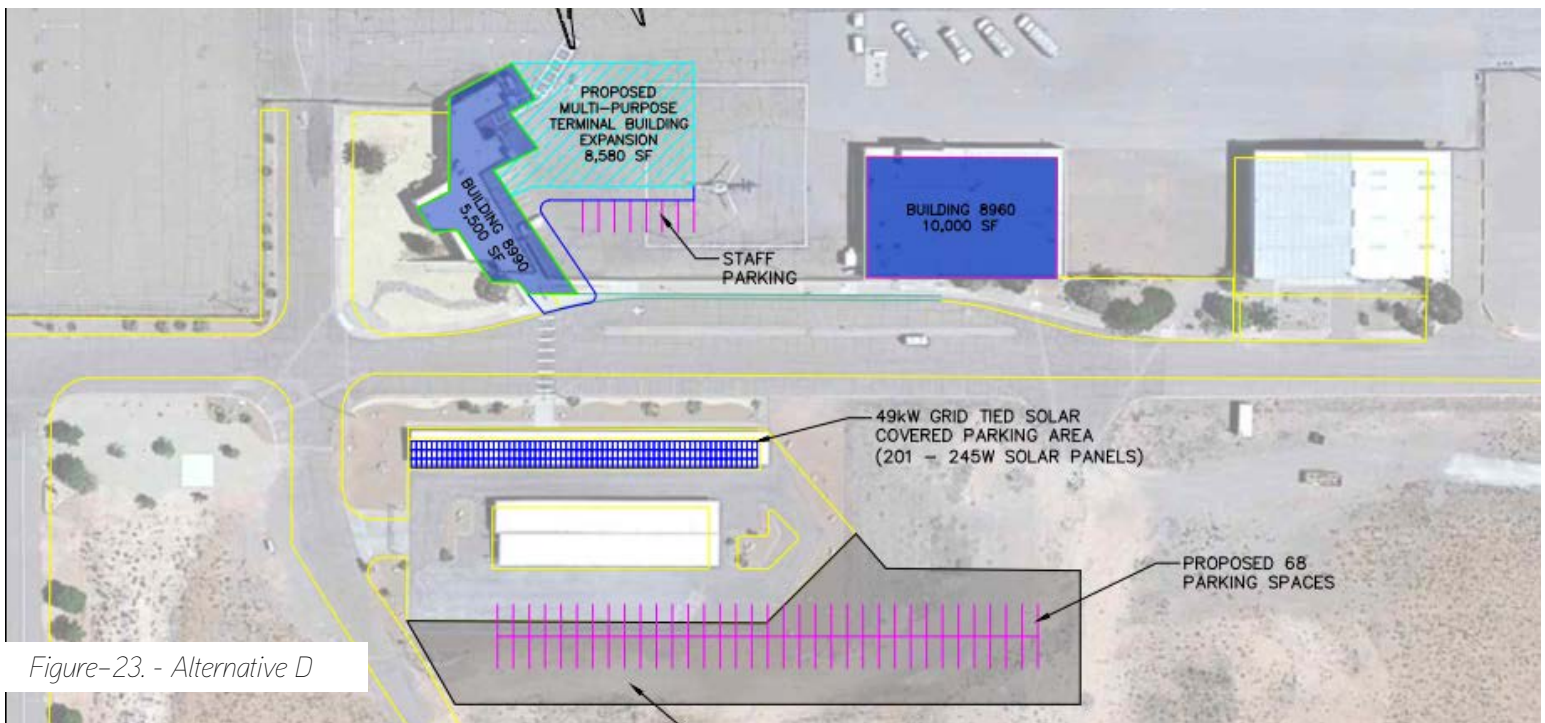 PROPOSED
MULTI-PURPOSE
TERMINAL BUILDING
EXPANSION
8,580 SF
BUILDING 8990
5,500 SF
BUILDING 8960
10,000 SF
STAFF
PARKING
49kW GRID TIED SOLAR
COVERED PARKING AREA
(201 - 245W SOLAR PANELS)
PROPOSED 68
PARKING SPACES
Figure-23. - Alternative D